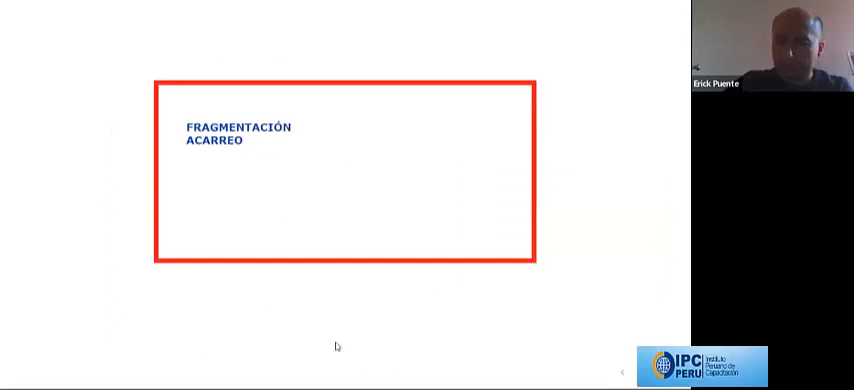 FRAGMENTACIÓN
ACARREO
Erick Puente
IPC
PERU
Instituto
Peruano de
Capacitación